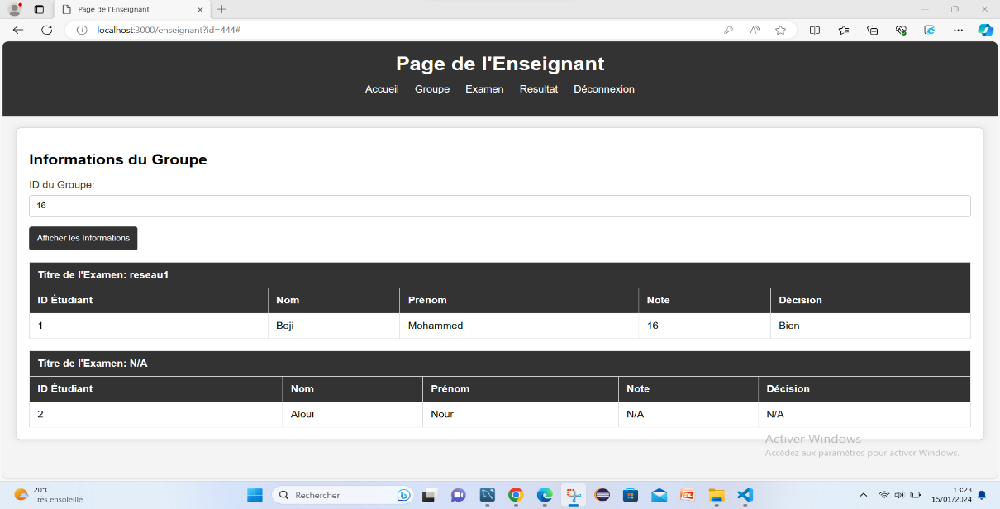 Page de l'Enseignant
localhost:3000/enseignant?id=444#
Page de l'Enseignant
Accueil Groupe Examen Resultat Déconnexion
Informations du Groupe
ID du Groupe:
16
Afficher les Informations
Titre de l'Examen: reseau1
ID Étudiant Nom Prénom Note Décision
1 Beji Mohammed 16 Bien
Titre de l'Examen: N/A
ID Étudiant Nom Prénom Note Décision
2 Aloui Nour N/A N/A
Activer Windows
Accédez aux paramètres pour activer Windows.
20°C
Très ensoleillé
Rechercher
13:23
15/01/2024